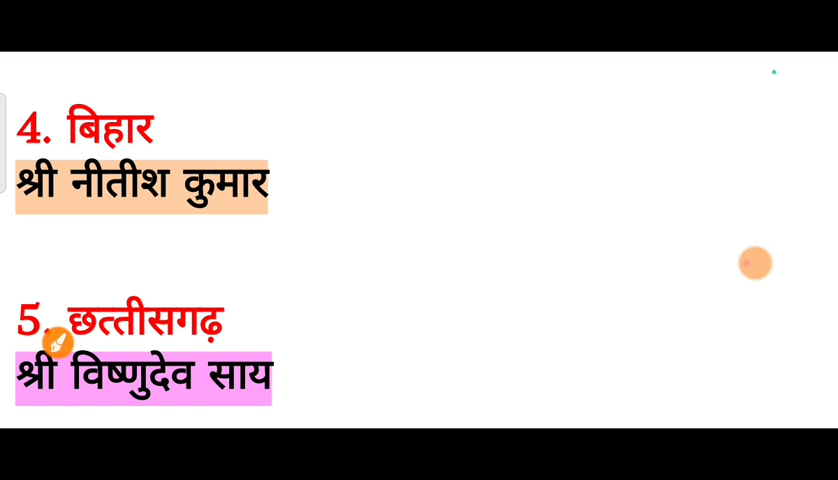 4. बिहार
श्री नीतीश कुमार
5. छत्तीसगढ़
श्री विष्णुदेव साय